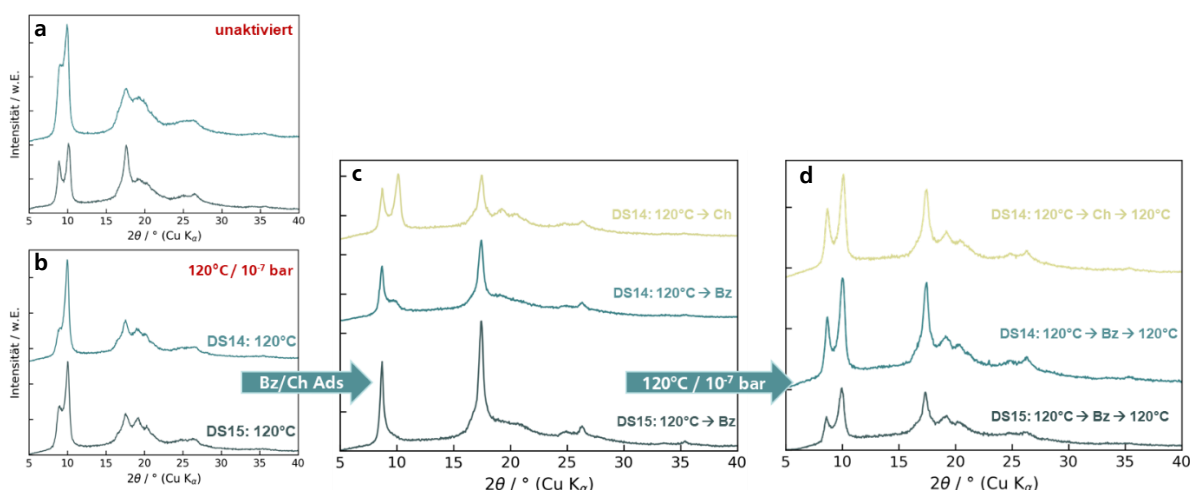 a
unaktiviert
Intensität / w.E.
5 10 15 20 25 30 35 40
2θ / ° (Cu Kα)
b
120°C / 10⁻⁷ bar
Intensität / w.E.
DS14: 120°C
DS15: 120°C
5 10 15 20 25 30 35 40
2θ / ° (Cu Kα)
Bz/Ch Ads
c
DS14: 120°C → Ch
DS14: 120°C → Bz
DS15: 120°C → Bz
5 10 15 20 25 30 35 40
2θ / ° (Cu Kα)
120°C / 10⁻⁷ bar
d
DS14: 120°C → Ch → 120°C
DS14: 120°C → Bz → 120°C
DS15: 120°C → Bz → 120°C
5 10 15 20 25 30 35 40
2θ / ° (Cu Kα)